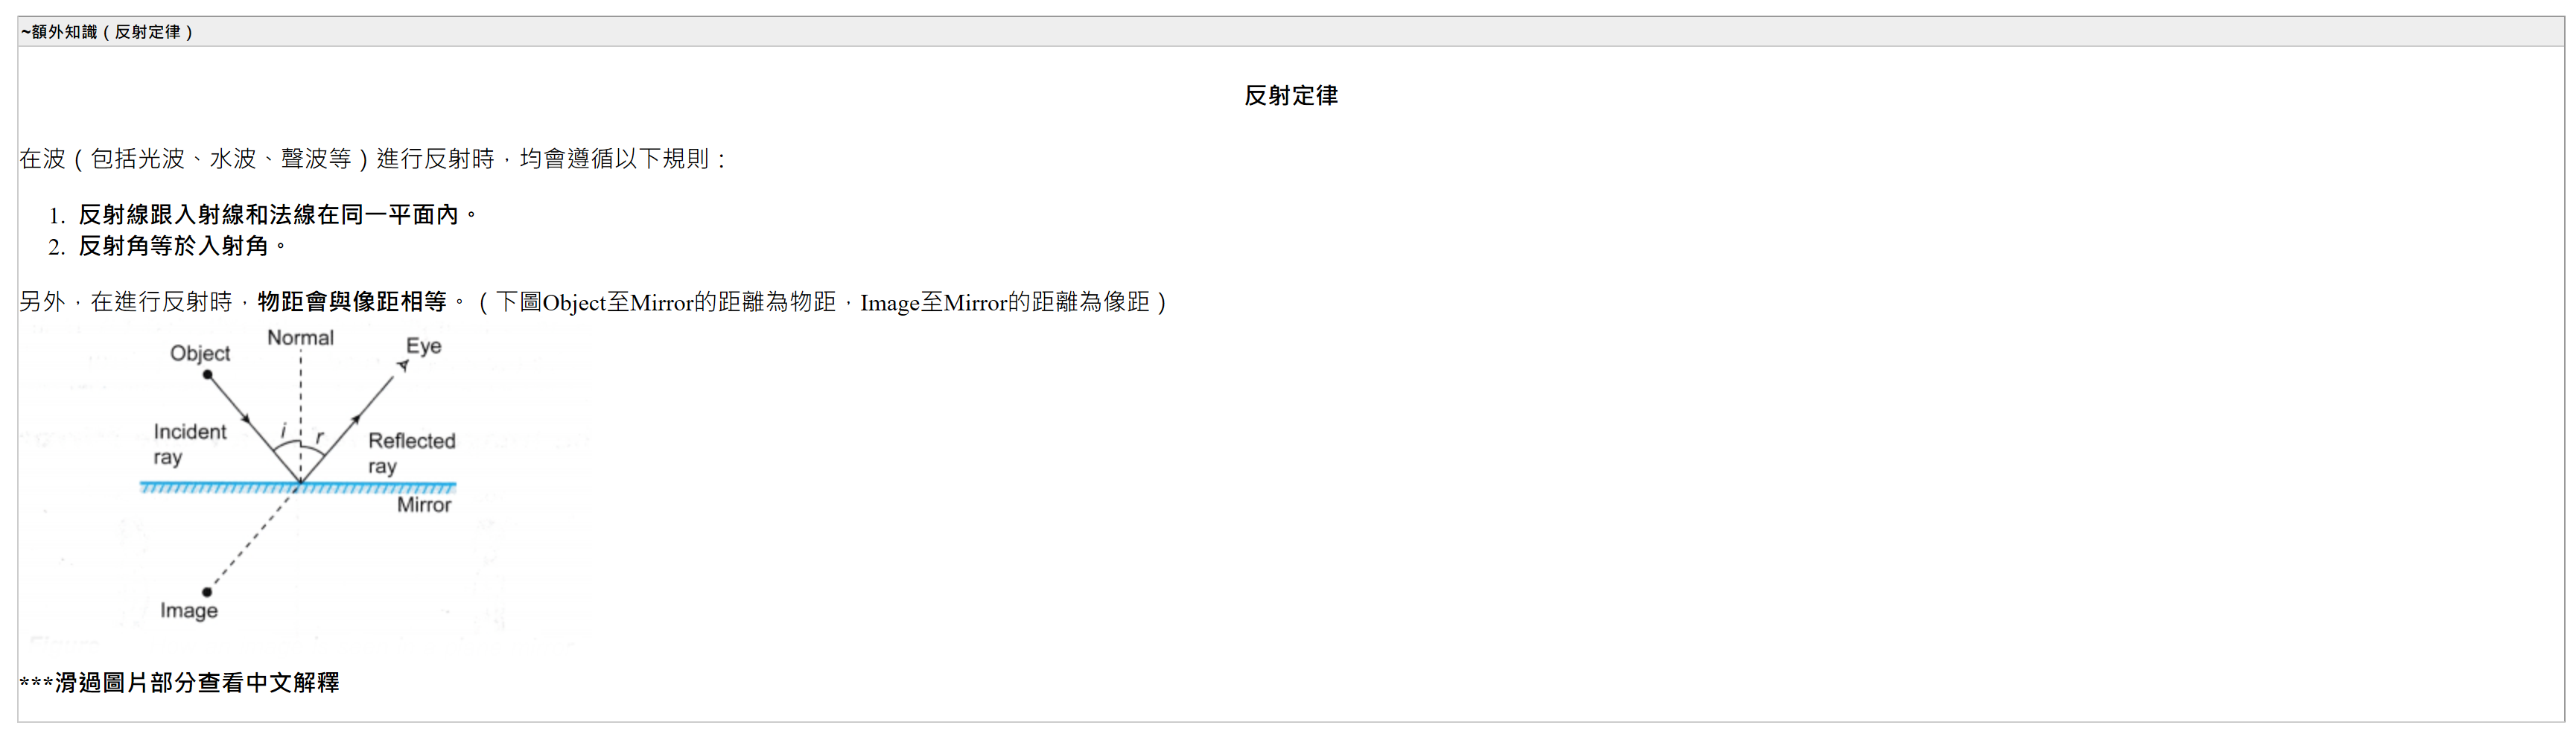 ~額外知識（反射定律）
反射定律
在波（包括光波、水波、聲波等）進行反射時，均會遵循以下規則：
1. 反射線跟入射線和法線在同一平面內。
2. 反射角等於入射角。
另外，在進行反射時，物距會與像距相等。（下圖Object至Mirror的距離為物距，Image至Mirror的距離為像距）
Normal
Object
Eye
Incident
ray
i
r
Reflected
ray
Mirror
Image
***滑過圖片部分查看中文解釋